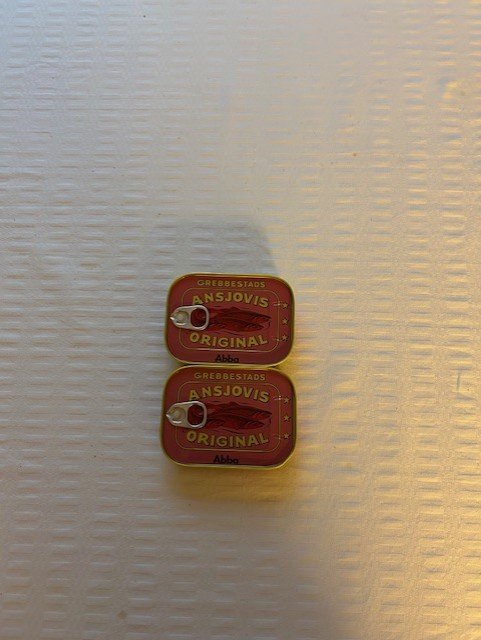 GREBBESTADS
ANSJOVIS
ORIGINAL
Abba
GREBBESTADS
ANSJOVIS
ORIGINAL
Abba